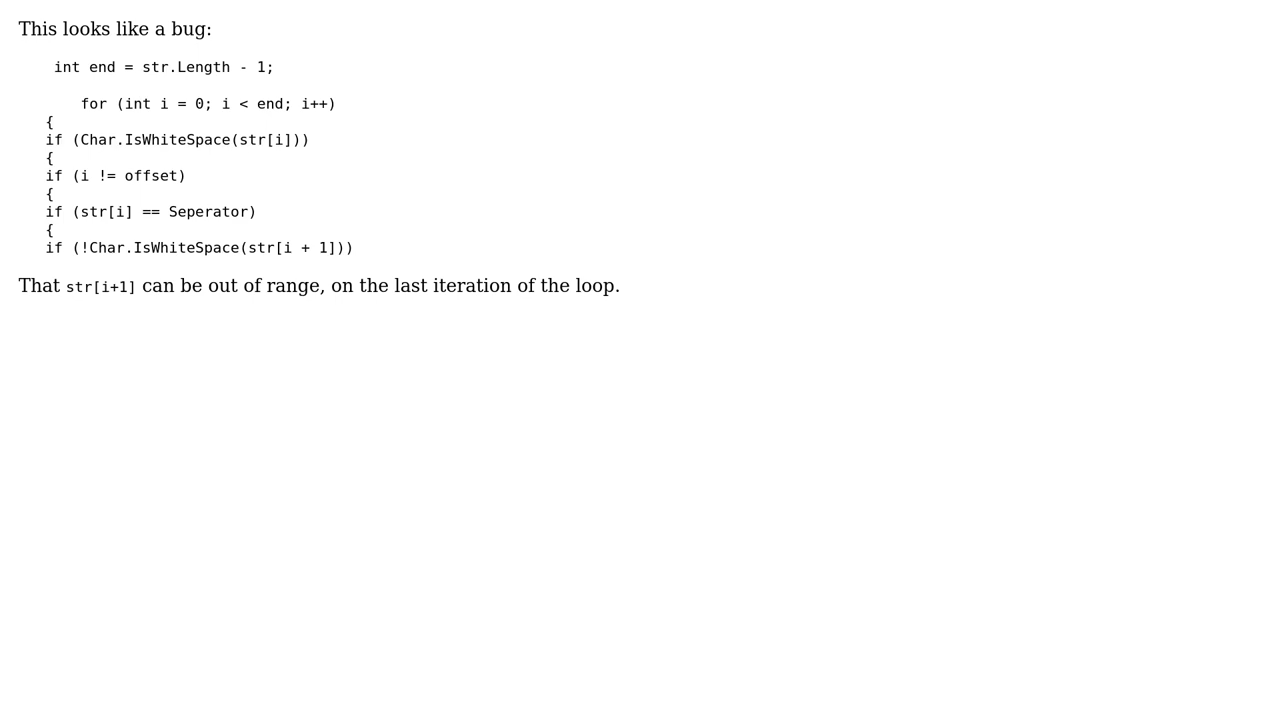 This looks like a bug:
int end = str.Length - 1;
for (int i = 0; i < end; i++)
{
if (Char.IsWhiteSpace(str[i]))
{
if (i != offset)
{
if (str[i] == Seperator)
{
if (!Char.IsWhiteSpace(str[i + 1]))
That str[i+1] can be out of range, on the last iteration of the loop.